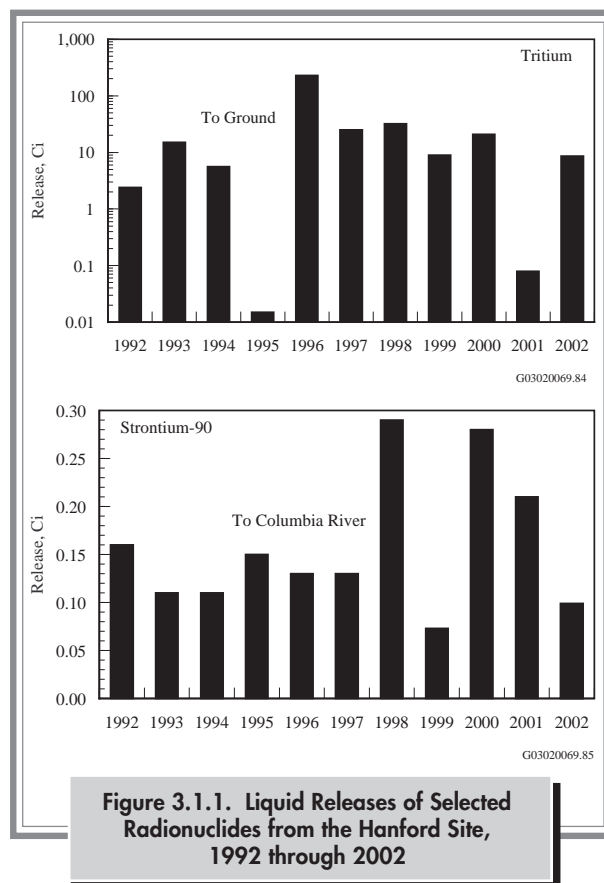 1,000
100
10
1
0.1
0.01
Release, Ci
Tritium
To Ground
1992 1993 1994 1995 1996 1997 1998 1999 2000 2001 2002
G03020069.84
0.30
0.25
0.20
0.15
0.10
0.05
0.00
Release, Ci
Strontium-90
To Columbia River
1992 1993 1994 1995 1996 1997 1998 1999 2000 2001 2002
G03020069.85
Figure 3.1.1. Liquid Releases of Selected
Radionuclides from the Hanford Site,
1992 through 2002